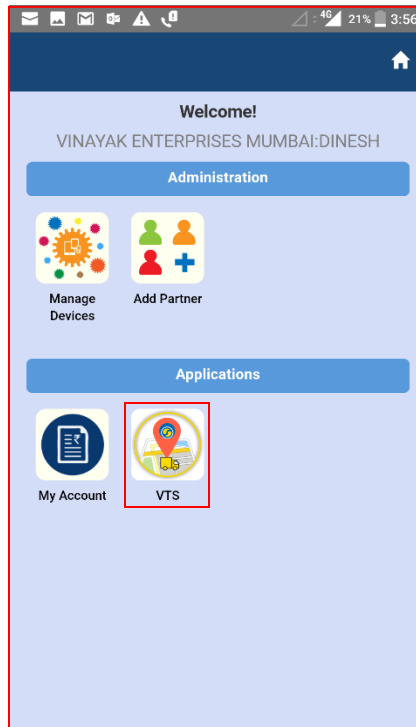 4G 21% 3:56
Welcome!
VINAYAK ENTERPRISES MUMBAI:DINESH
Administration
Manage
Devices
Add Partner
Applications
My Account
VTS